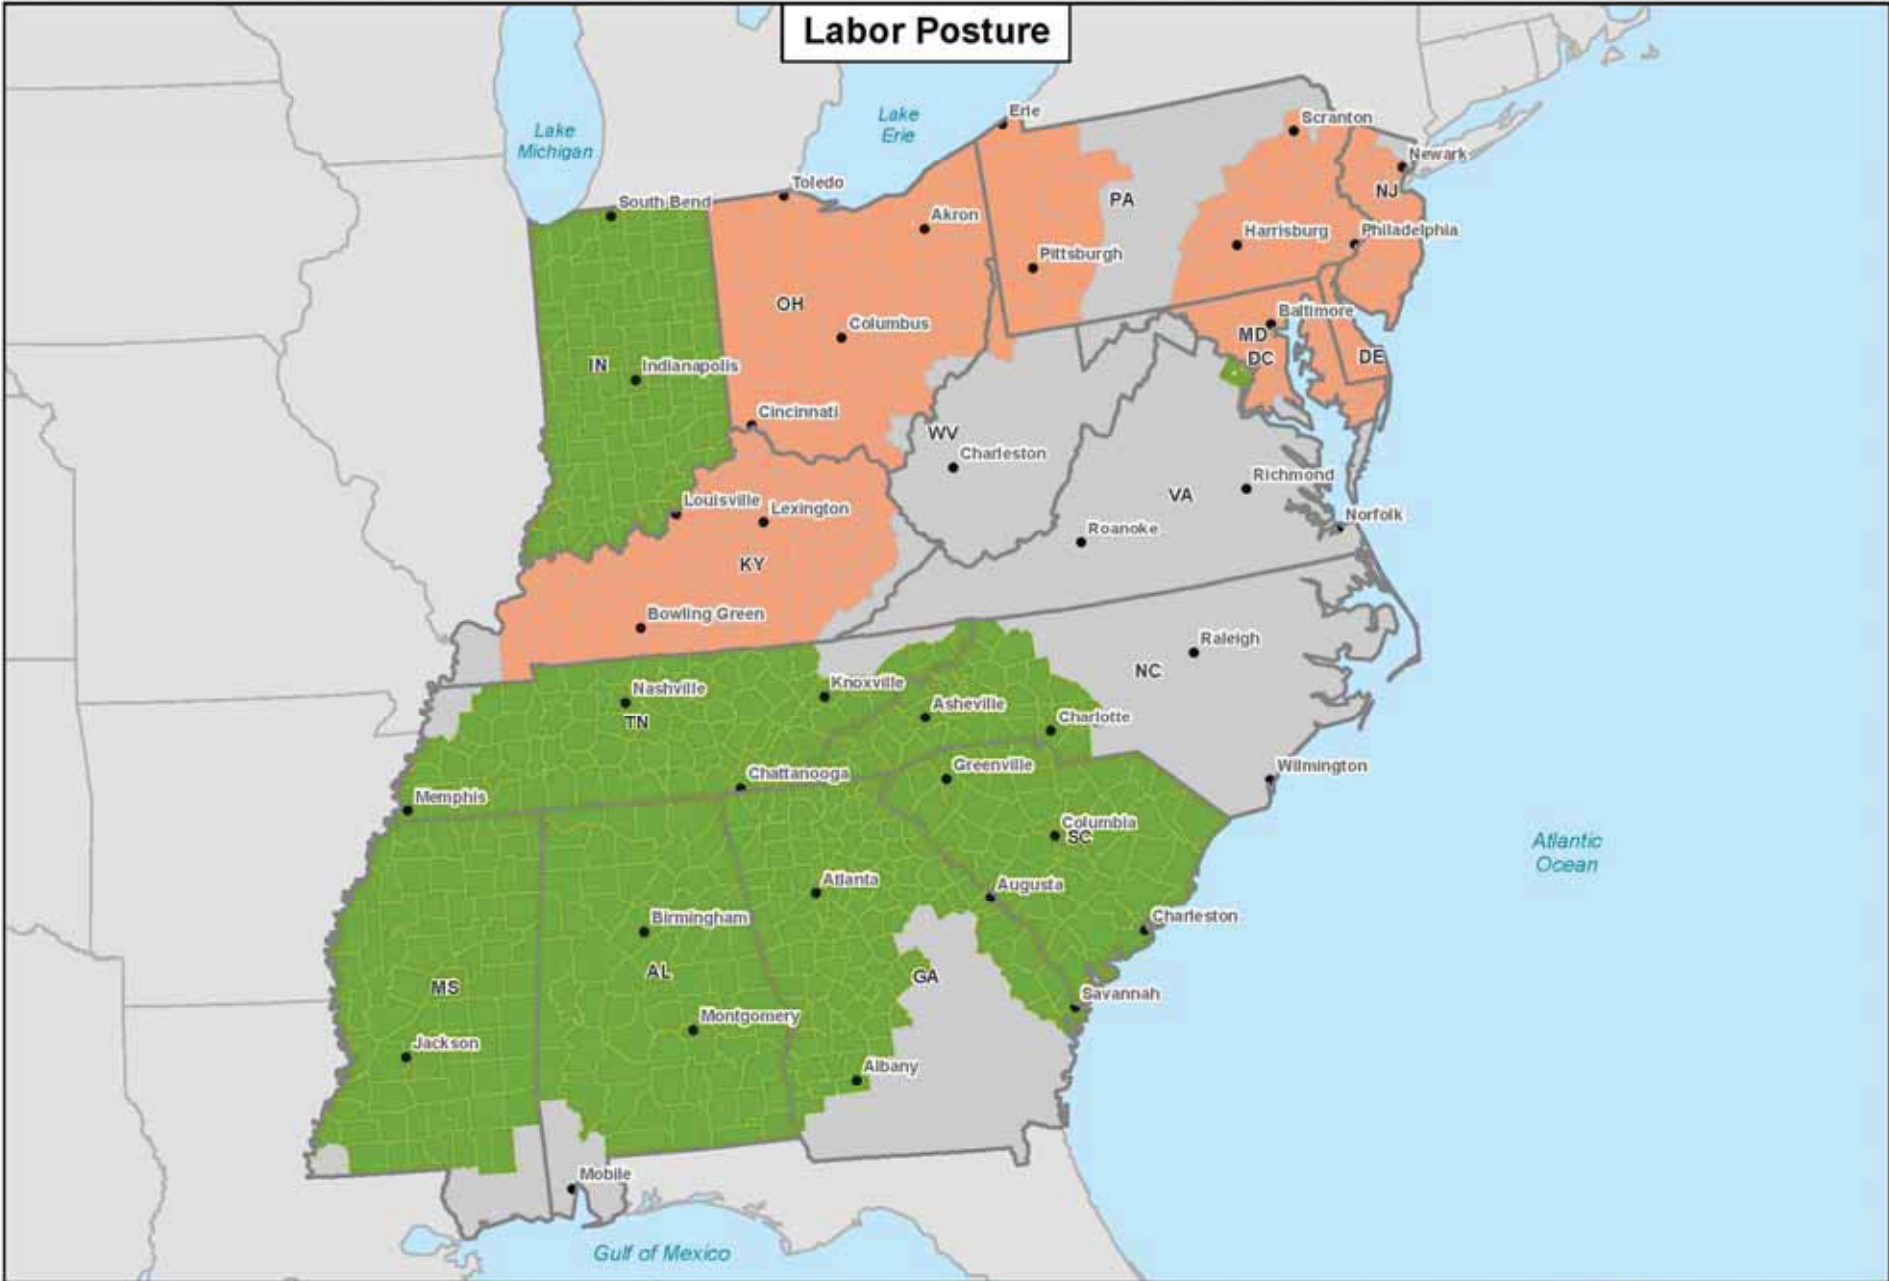 Labor Posture
Erie
Lake
Erie
Scranton
Lake
Michigan
Newark
Toledo
NJ
PA
South Bend
Akron
Harrisburg
Philadelphia
Pittsburgh
OH
Baltimore
Columbus
MD
DC
DE
IN
Indianapolis
Cincinnati
WV
Charleston
Richmond
VA
Louisville
Lexington
Norfolk
Roanoke
KY
Bowling Green
Raleigh
NC
Knoxville
Nashville
TN
Asheville
Charlotte
Greenville
Wilmington
Chattanooga
Memphis
Columbia
SC
Atlantic
Ocean
Atlanta
Augusta
Birmingham
Charleston
AL
GA
MS
Savannah
Montgomery
Jackson
Albany
Mobile
Gulf of Mexico